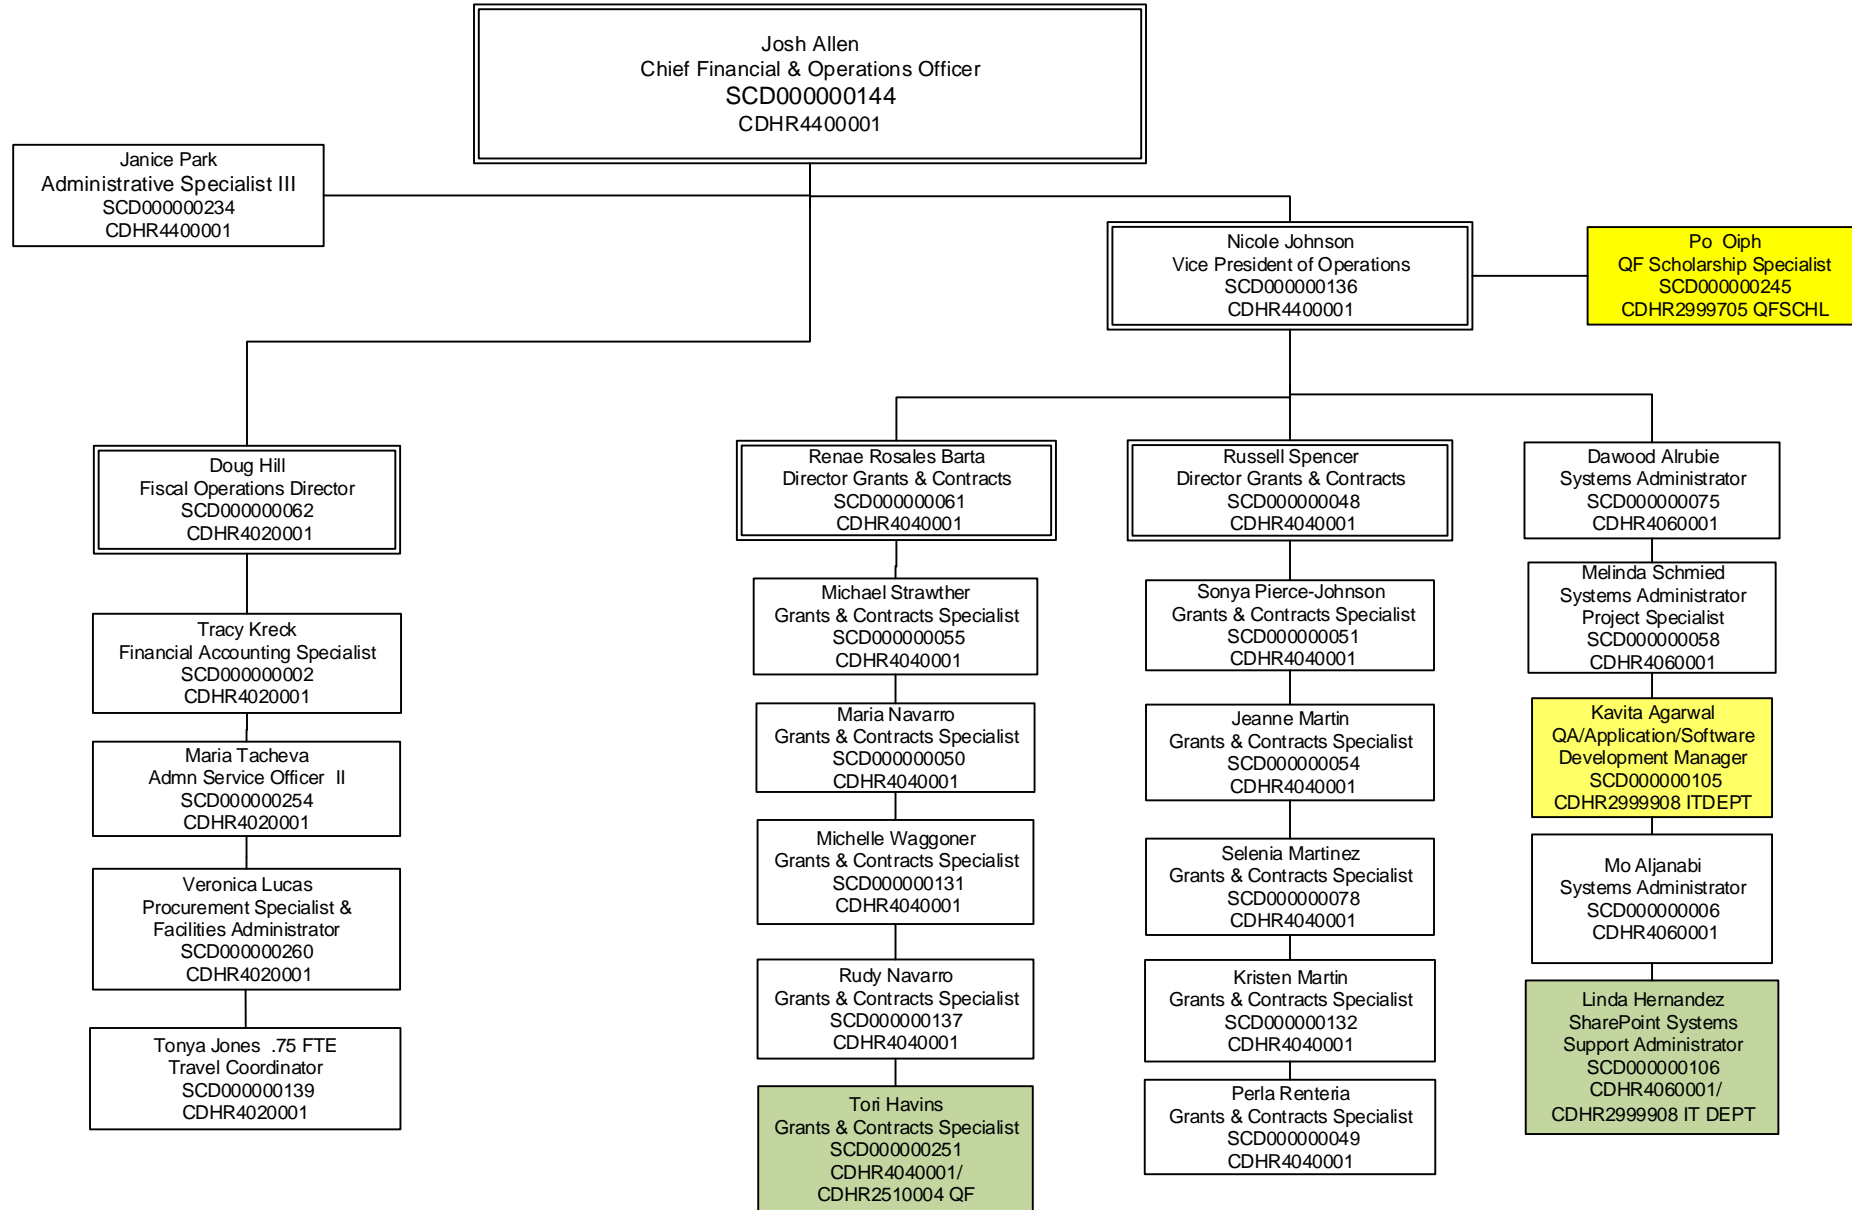 Josh Allen
Chief Financial & Operations Officer
SCD000000144
CDHR4400001
Janice Park
Administrative Specialist III
SCD000000234
CDHR4400001
Nicole Johnson
Vice President of Operations
SCD000000136
CDHR4400001
Po  Oiph
QF Scholarship Specialist
SCD000000245
CDHR2999705 QFSCHL
Doug Hill
Fiscal Operations Director
SCD000000062
CDHR4020001
Tracy Kreck
Financial Accounting Specialist
SCD000000002
CDHR4020001
Maria Tacheva
Admn Service Officer  II
SCD000000254
CDHR4020001
Veronica Lucas
Procurement Specialist &
Facilities Administrator
SCD000000260
CDHR4020001
Tonya Jones  .75 FTE
Travel Coordinator
SCD000000139
CDHR4020001
Renae Rosales Barta
Director Grants & Contracts
SCD000000061
CDHR4040001
Michael Strawther
Grants & Contracts Specialist
SCD000000055
CDHR4040001
Maria Navarro
Grants & Contracts Specialist
SCD000000050
CDHR4040001
Michelle Waggoner
Grants & Contracts Specialist
SCD000000131
CDHR4040001
Rudy Navarro
Grants & Contracts Specialist
SCD000000137
CDHR4040001
Tori Havins
Grants & Contracts Specialist
SCD000000251
CDHR4040001/
CDHR2510004 QF
Russell Spencer
Director Grants & Contracts
SCD000000048
CDHR4040001
Sonya Pierce-Johnson
Grants & Contracts Specialist
SCD000000051
CDHR4040001
Jeanne Martin
Grants & Contracts Specialist
SCD000000054
CDHR4040001
Selenia Martinez
Grants & Contracts Specialist
SCD000000078
CDHR4040001
Kristen Martin
Grants & Contracts Specialist
SCD000000132
CDHR4040001
Perla Renteria
Grants & Contracts Specialist
SCD000000049
CDHR4040001
Dawood Alrubie
Systems Administrator
SCD000000075
CDHR4060001
Melinda Schmied
Systems Administrator
Project Specialist
SCD000000058
CDHR4060001
Kavita Agarwal
QA/Application/Software
Development Manager
SCD000000105
CDHR2999908 ITDEPT
Mo Aljanabi
Systems Administrator
SCD000000006
CDHR4060001
Linda Hernandez
SharePoint Systems
Support Administrator
SCD000000106
CDHR4060001/
CDHR2999908 IT DEPT